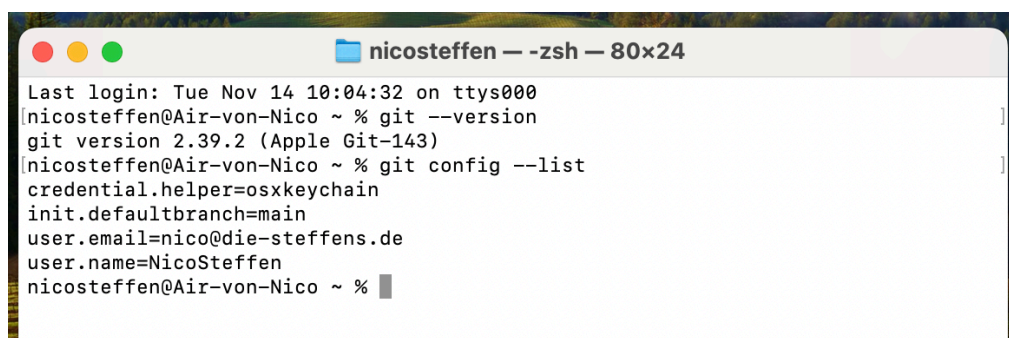 nicosteffen — -zsh — 80×24
Last login: Tue Nov 14 10:04:32 on ttys000
[nicosteffen@Air-von-Nico ~ % git --version ]
git version 2.39.2 (Apple Git-143)
[nicosteffen@Air-von-Nico ~ % git config --list ]
credential.helper=osxkeychain
init.defaultbranch=main
user.email=nico@die-steffens.de
user.name=NicoSteffen
nicosteffen@Air-von-Nico ~ %